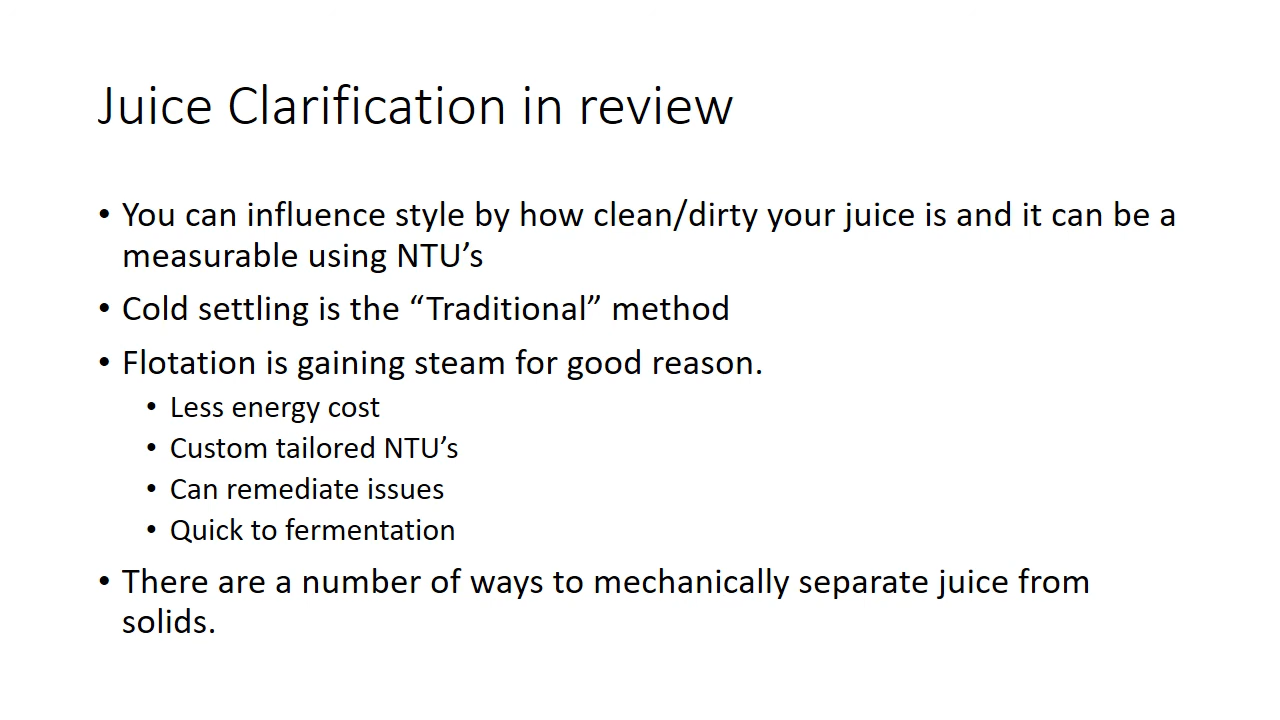 Juice Clarification in review
• You can influence style by how clean/dirty your juice is and it can be a
measurable using NTU’s
• Cold settling is the “Traditional” method
• Flotation is gaining steam for good reason.
• Less energy cost
• Custom tailored NTU’s
• Can remediate issues
• Quick to fermentation
• There are a number of ways to mechanically separate juice from
solids.